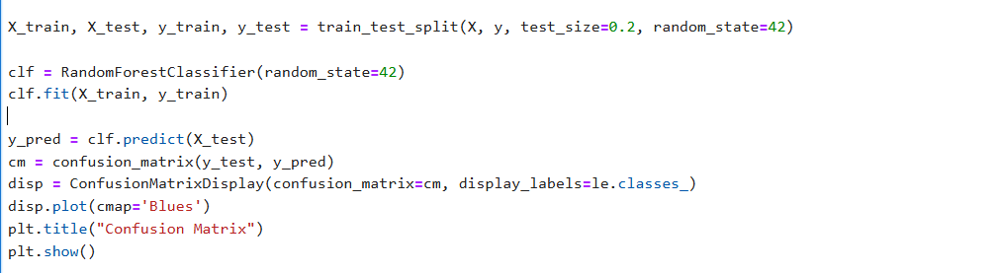 X_train, X_test, y_train, y_test = train_test_split(X, y, test_size=0.2, random_state=42)
clf = RandomForestClassifier(random_state=42)
clf.fit(X_train, y_train)
y_pred = clf.predict(X_test)
cm = confusion_matrix(y_test, y_pred)
disp = ConfusionMatrixDisplay(confusion_matrix=cm, display_labels=le.classes_)
disp.plot(cmap='Blues')
plt.title("Confusion Matrix")
plt.show()